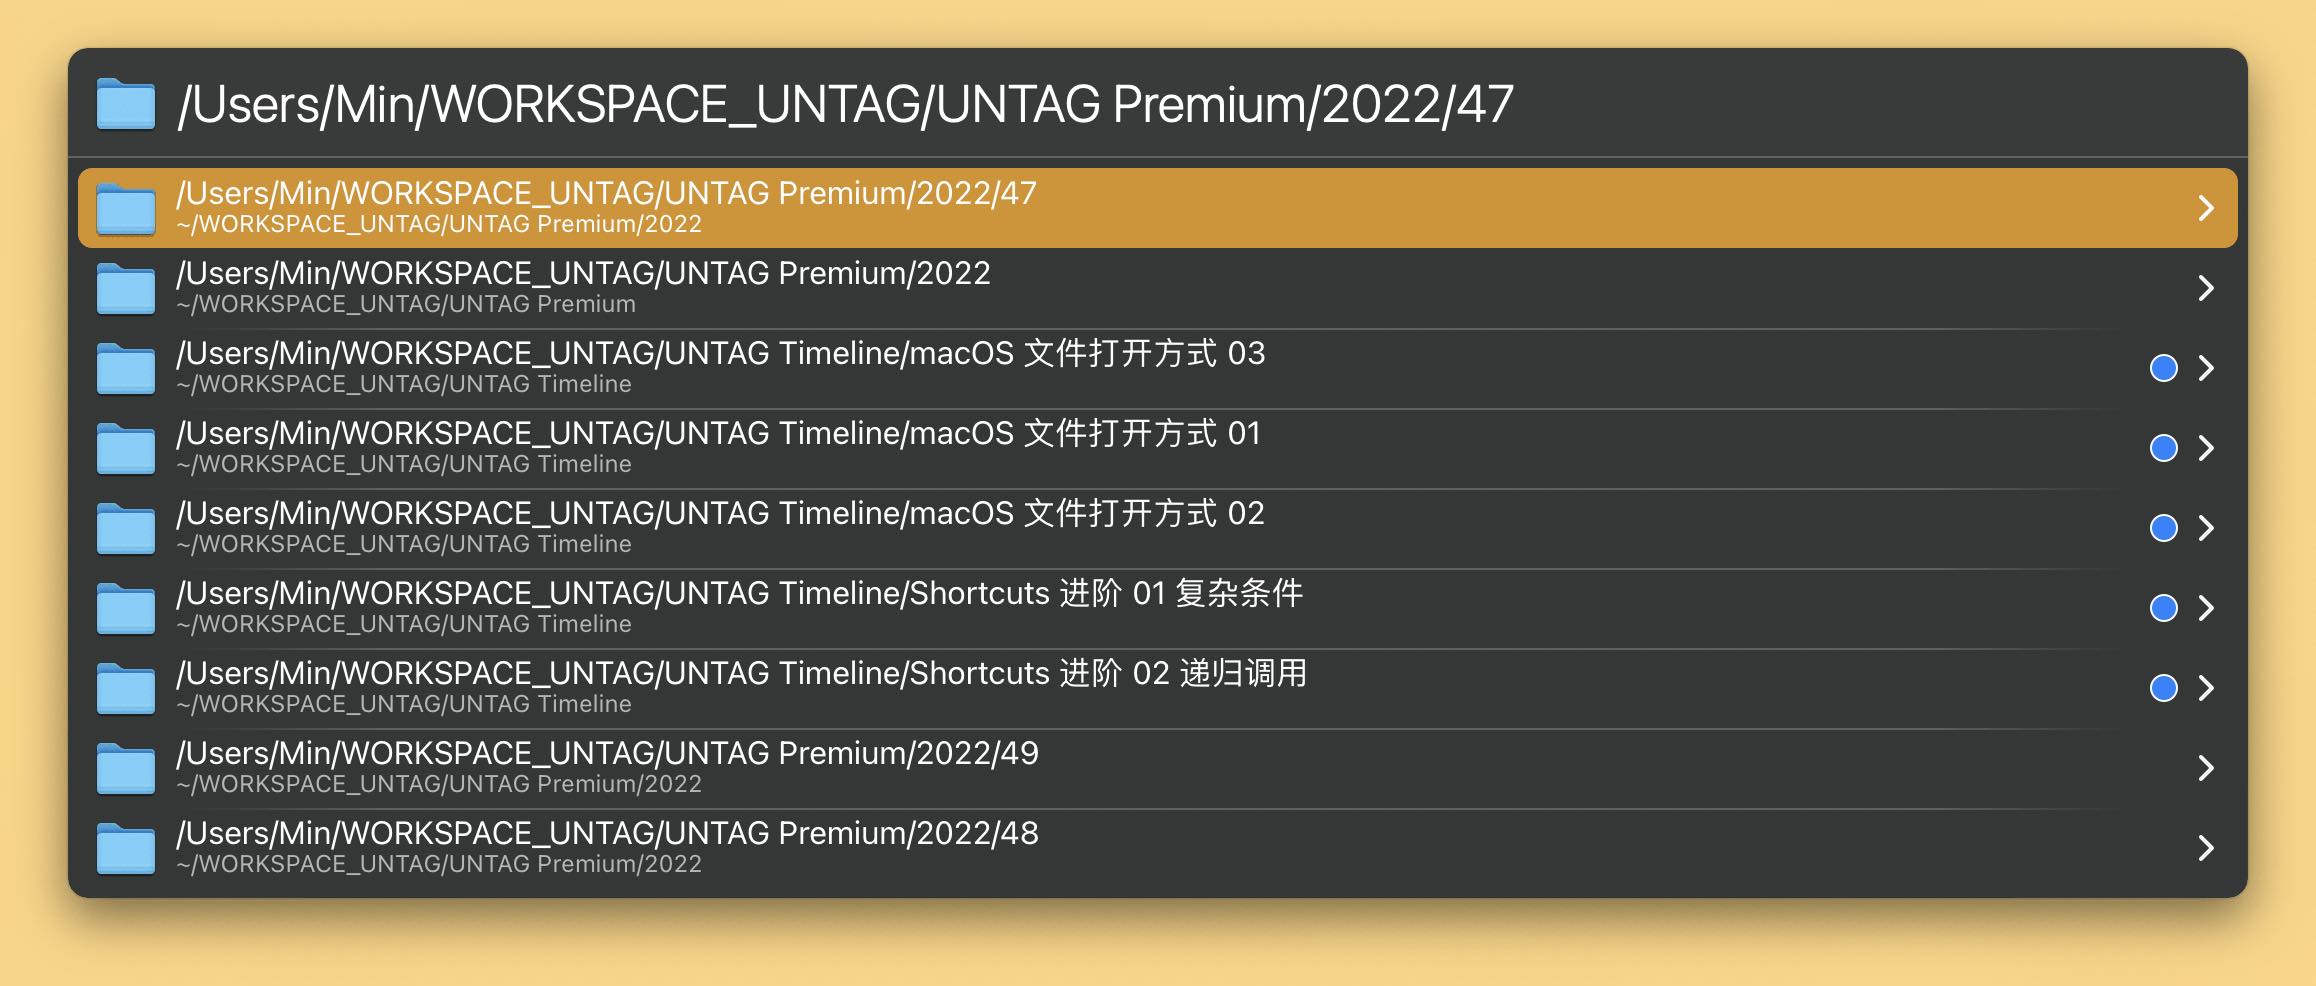 /Users/Min/WORKSPACE_UNTAG/UNTAG Premium/2022/47
/Users/Min/WORKSPACE_UNTAG/UNTAG Premium/2022/47
~/WORKSPACE_UNTAG/UNTAG Premium/2022
/Users/Min/WORKSPACE_UNTAG/UNTAG Premium/2022
~/WORKSPACE_UNTAG/UNTAG Premium
/Users/Min/WORKSPACE_UNTAG/UNTAG Timeline/macOS 文件打开方式 03
~/WORKSPACE_UNTAG/UNTAG Timeline
/Users/Min/WORKSPACE_UNTAG/UNTAG Timeline/macOS 文件打开方式 01
~/WORKSPACE_UNTAG/UNTAG Timeline
/Users/Min/WORKSPACE_UNTAG/UNTAG Timeline/macOS 文件打开方式 02
~/WORKSPACE_UNTAG/UNTAG Timeline
/Users/Min/WORKSPACE_UNTAG/UNTAG Timeline/Shortcuts 进阶 01 复杂条件
~/WORKSPACE_UNTAG/UNTAG Timeline
/Users/Min/WORKSPACE_UNTAG/UNTAG Timeline/Shortcuts 进阶 02 递归调用
~/WORKSPACE_UNTAG/UNTAG Timeline
/Users/Min/WORKSPACE_UNTAG/UNTAG Premium/2022/49
~/WORKSPACE_UNTAG/UNTAG Premium/2022
/Users/Min/WORKSPACE_UNTAG/UNTAG Premium/2022/48
~/WORKSPACE_UNTAG/UNTAG Premium/2022